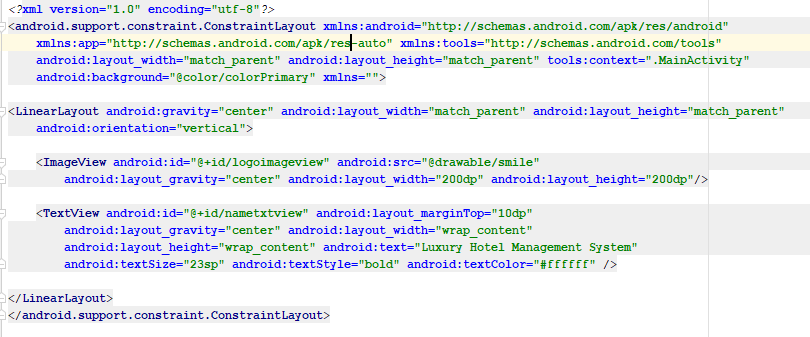 <?xml version="1.0" encoding="utf-8"?>
<android.support.constraint.ConstraintLayout xmlns:android="http://schemas.android.com/apk/res/android"
xmlns:app="http://schemas.android.com/apk/res-auto" xmlns:tools="http://schemas.android.com/tools"
android:layout_width="match_parent" android:layout_height="match_parent" tools:context=".MainActivity"
android:background="@color/colorPrimary" xmlns="">
<LinearLayout android:gravity="center" android:layout_width="match_parent" android:layout_height="match_parent"
android:orientation="vertical">
<ImageView android:id="@+id/logoimageview" android:src="@drawable/smile"
android:layout_gravity="center" android:layout_width="200dp" android:layout_height="200dp"/>
<TextView android:id="@+id/nametxtview" android:layout_marginTop="10dp"
android:layout_gravity="center" android:layout_width="wrap_content"
android:layout_height="wrap_content" android:text="Luxury Hotel Management System"
android:textSize="23sp" android:textStyle="bold" android:textColor="#ffffff" />
</LinearLayout>
</android.support.constraint.ConstraintLayout>